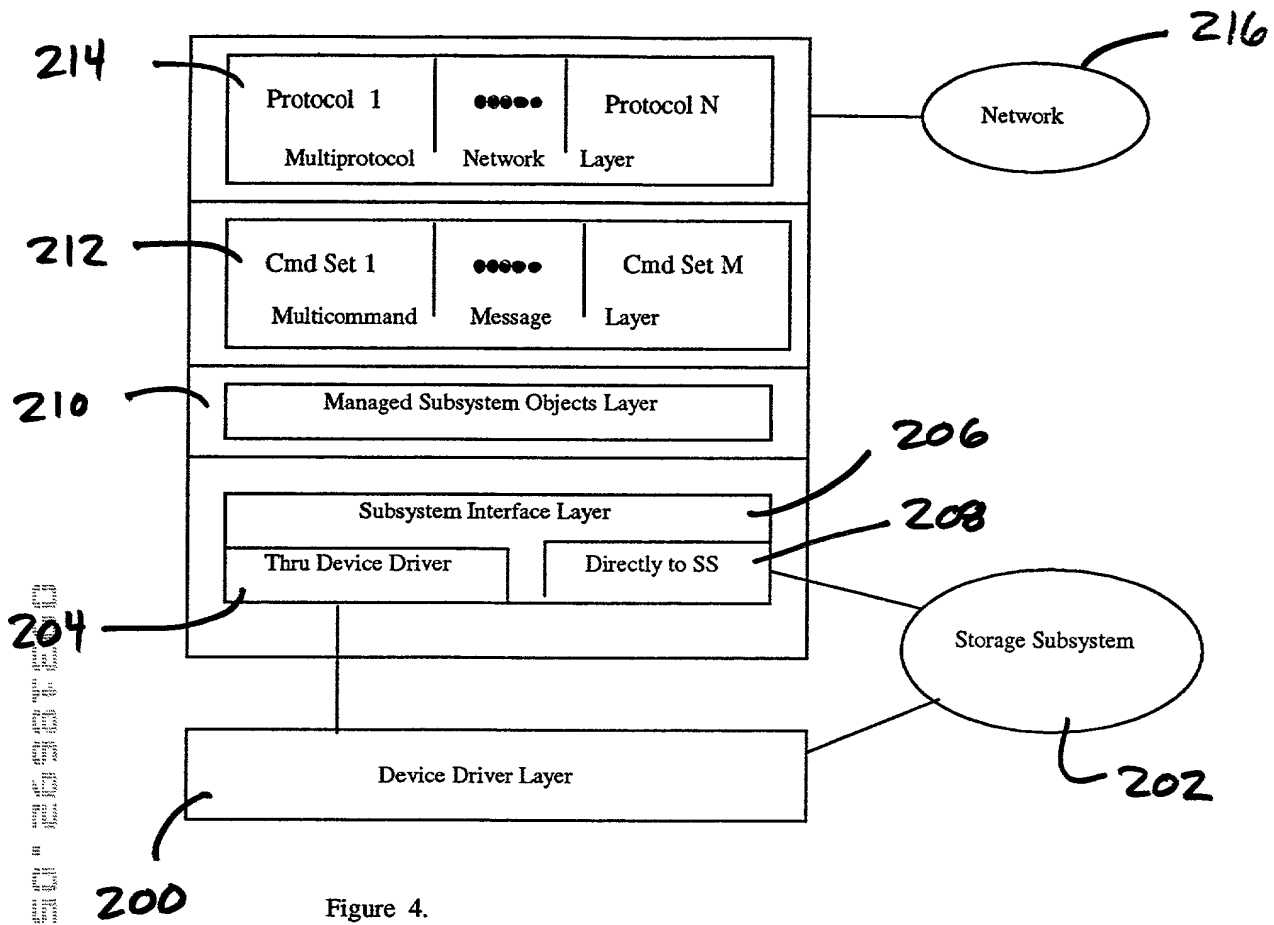 216
214
Protocol 1
Protocol N
Multiprotocol Network Layer
Network
212
Cmd Set 1
Cmd Set M
Multicommand Message Layer
210
Managed Subsystem Objects Layer
206
Subsystem Interface Layer
208
Thru Device Driver
Directly to SS
204
Storage Subsystem
Device Driver Layer
202
200
Figure 4.